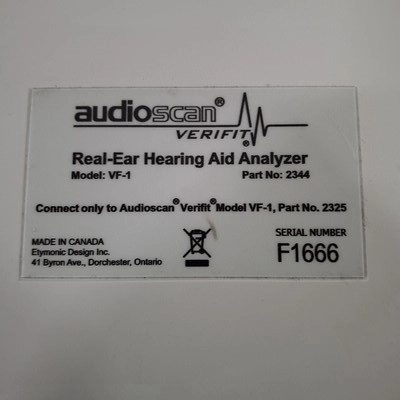 audioscan®
VERIFIT®
Real-Ear Hearing Aid Analyzer
Model: VF-1 Part No: 2344
Connect only to Audioscan® Verifit® Model VF-1, Part No. 2325
MADE IN CANADA
Etymonic Design Inc.
41 Byron Ave., Dorchester, Ontario
SERIAL NUMBER
F1666